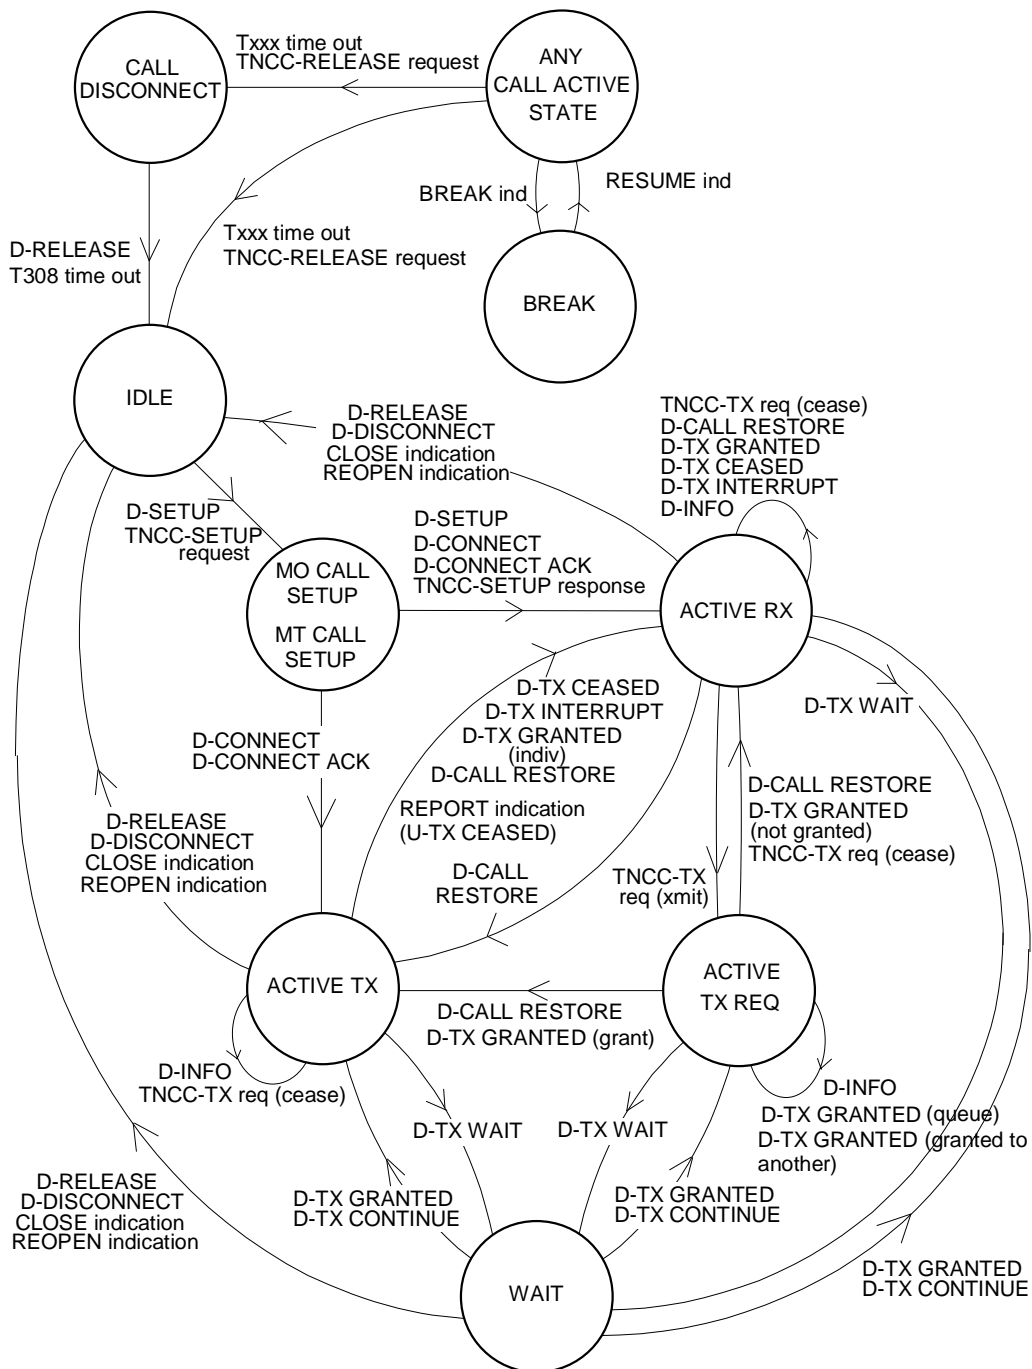 Txxx time out
TNCC-RELEASE request
CALL
DISCONNECT
ANY
CALL ACTIVE
STATE
BREAK ind
RESUME ind
Txxx time out
TNCC-RELEASE request
D-RELEASE
T308 time out
BREAK
IDLE
D-RELEASE
D-DISCONNECT
CLOSE indication
REOPEN indication
TNCC-TX req (cease)
D-CALL RESTORE
D-TX GRANTED
D-TX CEASED
D-TX INTERRUPT
D-INFO
D-SETUP
TNCC-SETUP
request
D-SETUP
D-CONNECT
D-CONNECT ACK
TNCC-SETUP response
MO CALL
SETUP
MT CALL
SETUP
ACTIVE RX
D-TX CEASED
D-TX INTERRUPT
D-TX GRANTED
(indiv)
D-CALL RESTORE
REPORT indication
(U-TX CEASED)
D-TX WAIT
D-CONNECT
D-CONNECT ACK
D-CALL RESTORE
D-TX GRANTED
(not granted)
TNCC-TX req (cease)
D-RELEASE
D-DISCONNECT
CLOSE indication
REOPEN indication
D-CALL
RESTORE
TNCC-TX
req (xmit)
ACTIVE TX
ACTIVE
TX REQ
D-CALL RESTORE
D-TX GRANTED (grant)
D-INFO
TNCC-TX req (cease)
D-INFO
D-TX GRANTED (queue)
D-TX GRANTED (granted to
another)
D-TX WAIT
D-TX WAIT
D-RELEASE
D-DISCONNECT
CLOSE indication
REOPEN indication
D-TX GRANTED
D-TX CONTINUE
D-TX GRANTED
D-TX CONTINUE
D-TX GRANTED
D-TX CONTINUE
WAIT